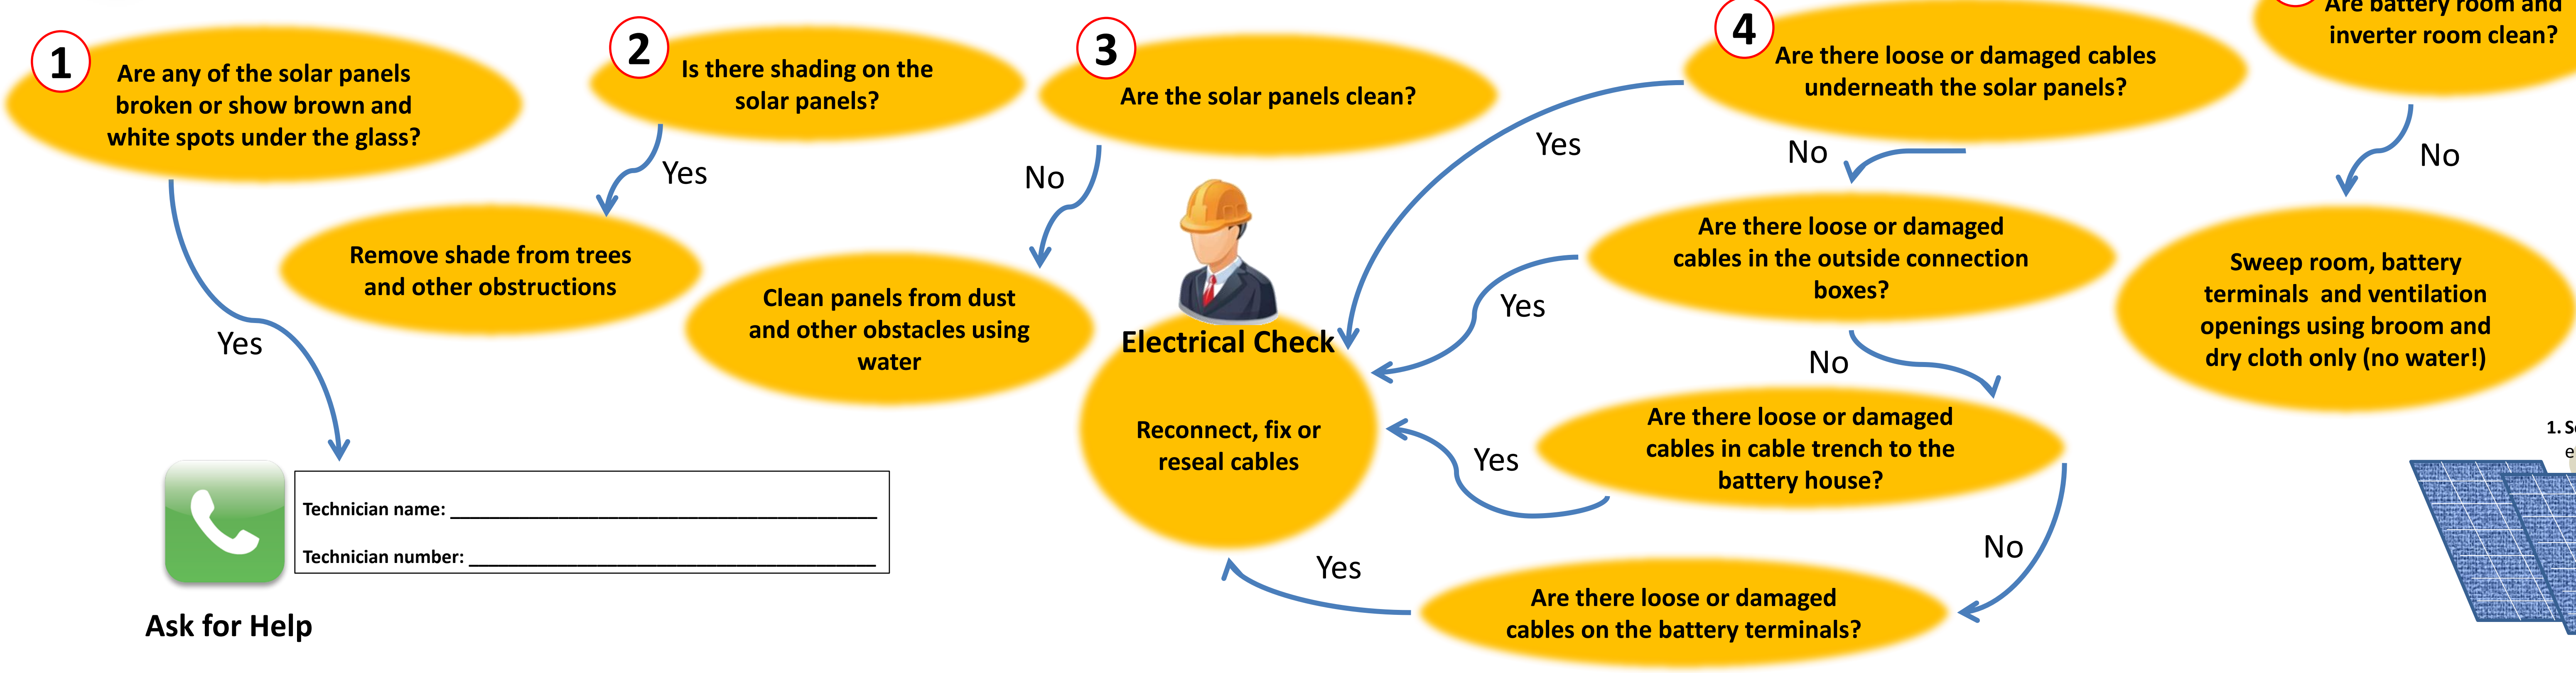 1
Are any of the solar panels
broken or show brown and
white spots under the glass?
Yes
Technician name:
Technician number:
Ask for Help
2
Is there shading on the
solar panels?
Yes
Remove shade from trees
and other obstructions
3
Are the solar panels clean?
No
Clean panels from dust
and other obstacles using
water
Electrical Check
Reconnect, fix or
reseal cables
4
Are there loose or damaged cables
underneath the solar panels?
Yes
No
Are there loose or damaged
cables in the outside connection
boxes?
Yes
No
Are there loose or damaged
cables in cable trench to the
battery house?
Yes
No
Are there loose or damaged
cables on the battery terminals?
Yes
Are battery room and
inverter room clean?
No
Sweep room, battery
terminals and ventilation
openings using broom and
dry cloth only (no water!)
1.